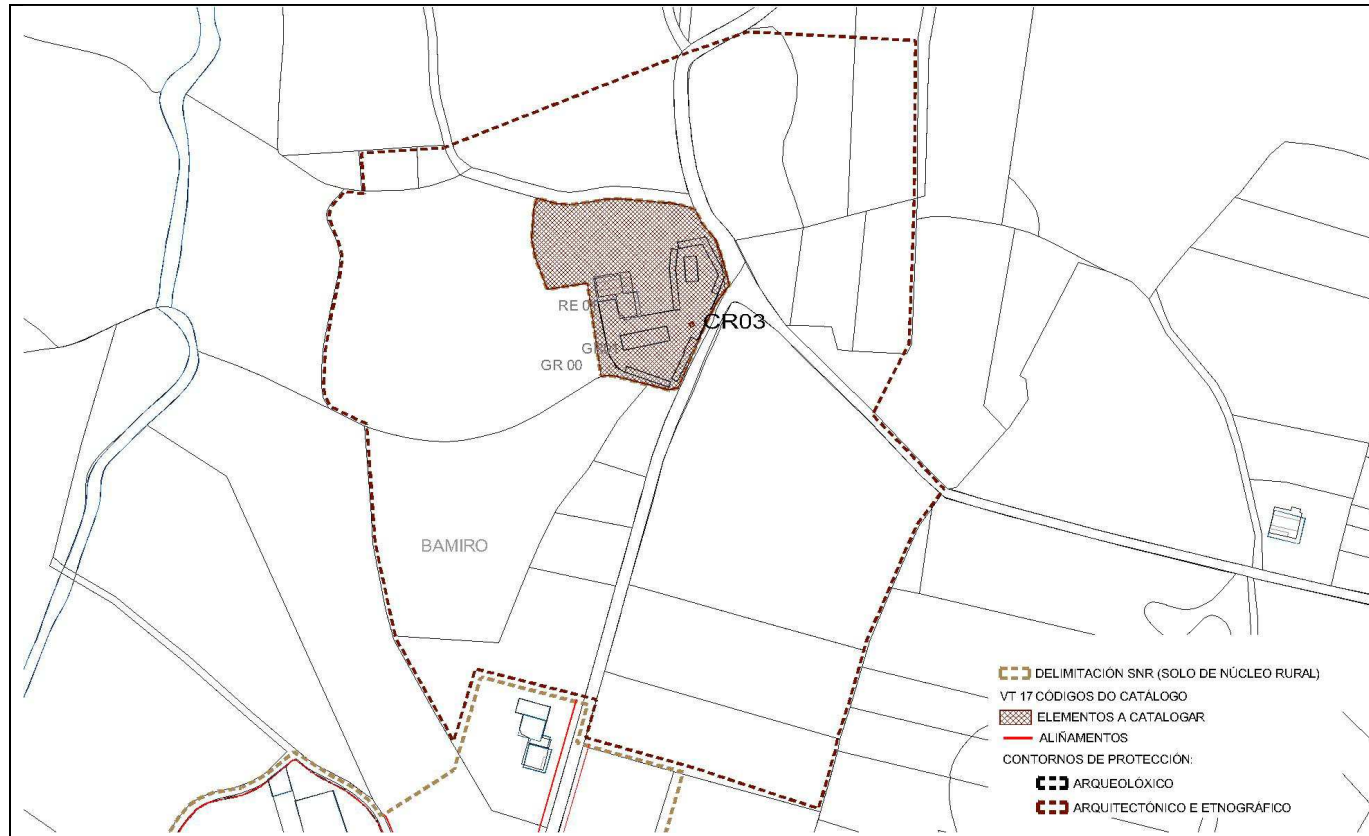 CR03
RE 0
GR 00
BAMIRO
DELIMITACIÓN SNR (SOLO DE NÚCLEO RURAL)
VT 17 CÓDIGOS DO CATÁLOGO
ELEMENTOS A CATALOGAR
ALIÑAMENTOS
CONTORNOS DE PROTECCIÓN:
ARQUEOLÓXICO
ARQUITECTÓNICO E ETNOGRÁFICO